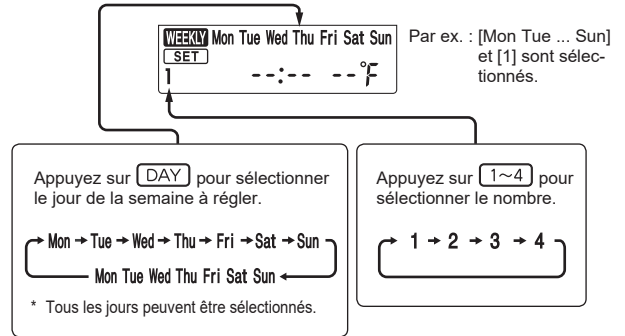 WEEKLY Mon Tue Wed Thu Fri Sat Sun
SET
1 --:-- --°F
Par ex. : [Mon Tue ... Sun]
et [1] sont sélec-
tionnés.
Appuyez sur DAY pour sélectionner
le jour de la semaine à régler.
Mon → Tue → Wed → Thu → Fri → Sat → Sun
Mon Tue Wed Thu Fri Sat Sun
* Tous les jours peuvent être sélectionnés.
Appuyez sur 1~4 pour
sélectionner le nombre.
1 → 2 → 3 → 4